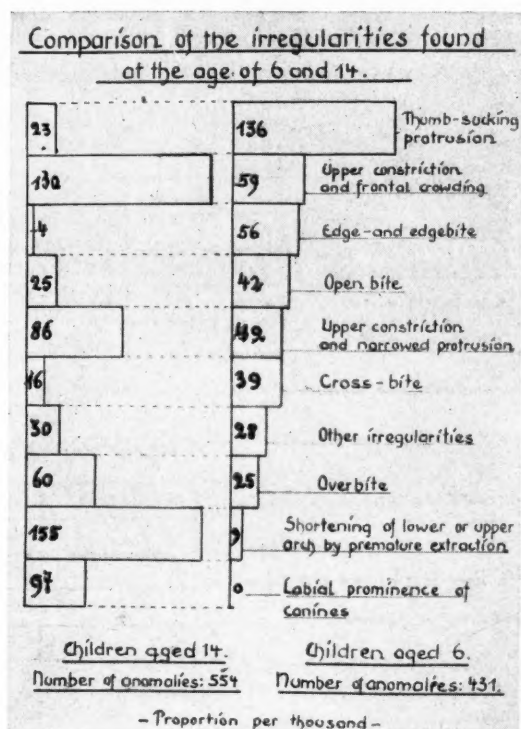 Comparison of the irregularities found
at the age of 6 and 14.
23 136 Thumb-sucking
protrusion
130 59 Upper constriction
and frontal crowding
4 56 Edge-and edgebite
25 42 Open bite
86 49 Upper constriction
and narrowed protrusion
16 39 Cross-bite
30 28 Other irregularities
60 25 Overbite
155 9 Shortening of lower or upper
arch by premature extraction
97 0 Labial prominence of
canines
Children aged 14. Children aged 6.
Number of anomalies: 554 Number of anomalies: 431.
- Proportion per thousand -